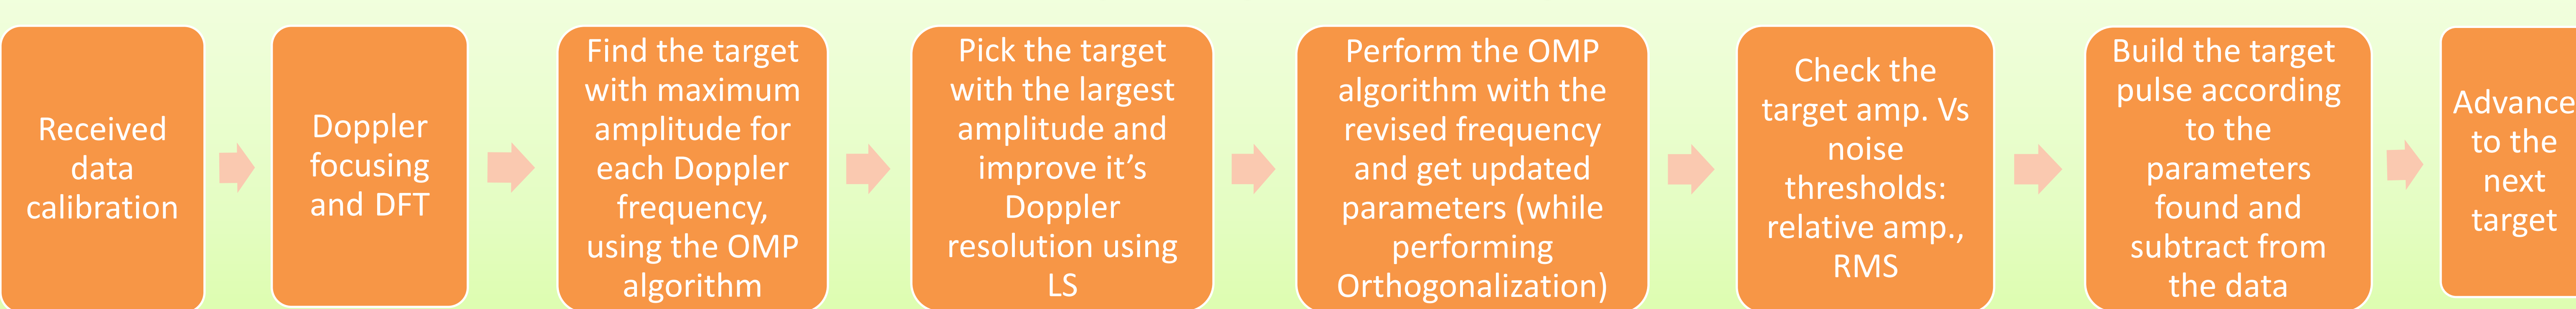 Received
data
calibration
Doppler
focusing
and DFT
Find the target
with maximum
amplitude for
each Doppler
frequency,
using the OMP
algorithm
Pick the target
with the largest
amplitude and
improve it’s
Doppler
resolution using
LS
Perform the OMP
algorithm with the
revised frequency
and get updated
parameters (while
performing
Orthogonalization)
Check the
target amp. Vs
noise
thresholds:
relative amp.,
RMS
Build the target
pulse according
to the
parameters
found and
subtract from
the data
Advance
to the
next
target